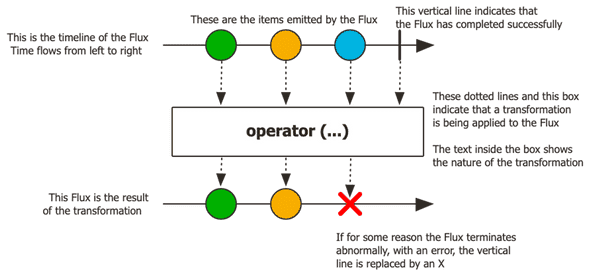 These are the items emitted by the Flux
This vertical line indicates that
the Flux has completed successfully
This is the timeline of the Flux
Time flows from left to right
These dotted lines and this box
indicate that a transformation
is being applied to the Flux
The text inside the box shows
the nature of the transformation
operator (...)
This Flux is the result
of the transformation
If for some reason the Flux terminates
abnormally, with an error, the vertical
line is replaced by an X